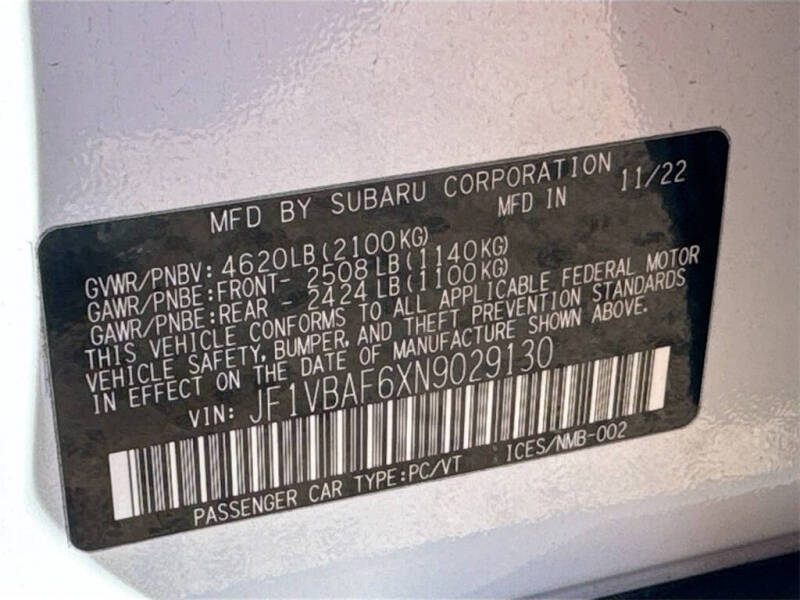 MFD BY SUBARU CORPORATION
MFD IN 11/22
GVWR/PNBV: 4620LB(2100KG)
GAWR/PNBE:FRONT- 2508LB(1140KG)
GAWR/PNBE:REAR - 2424LB(1100KG)
THIS VEHICLE CONFORMS TO ALL APPLICABLE FEDERAL MOTOR
VEHICLE SAFETY, BUMPER, AND THEFT PREVENTION STANDARDS
IN EFFECT ON THE DATE OF MANUFACTURE SHOWN ABOVE.
VIN: JF1VBAF6XN9029130
PASSENGER CAR TYPE:PC/VT ICES/NMB-002